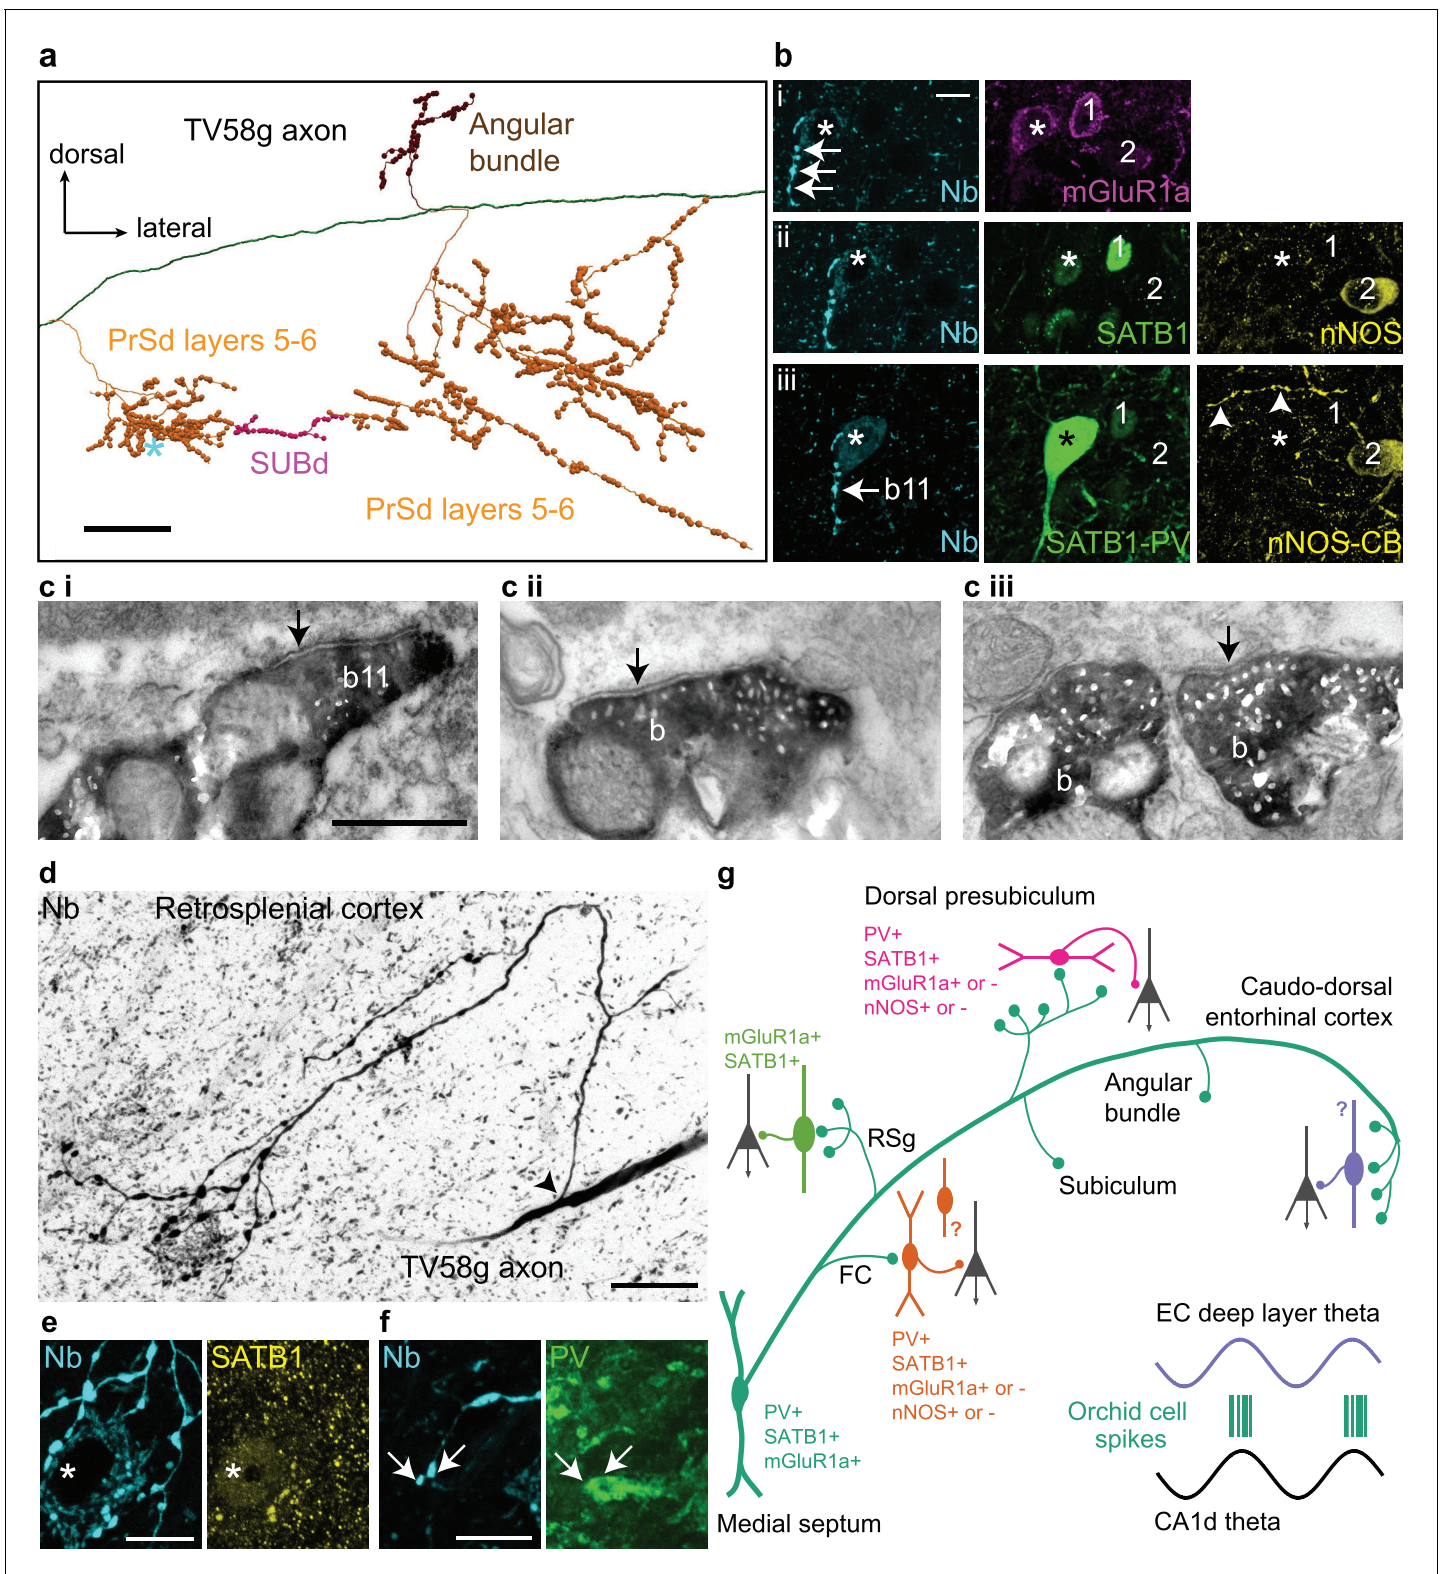 a
TV58g axon
Angular
bundle
dorsal
lateral
PrSd layers 5-6
*
SUBd
PrSd layers 5-6
b
i
*
Nb
*
1
2
mGluR1a
ii
*
Nb
*
1
2
SATB1
*
1
2
nNOS
iii
*
b11
Nb
*
1
2
SATB1-PV
1
*
2
nNOS-CB
c i
b11
c ii
b
c iii
b
b
d
Nb
Retrosplenial cortex
TV58g axon
e
Nb
*
SATB1
*
f
Nb
PV
g
Dorsal presubiculum
PV+
SATB1+
mGluR1a+ or -
nNOS+ or -
Caudo-dorsal
entorhinal cortex
mGluR1a+
SATB1+
RSg
Angular
bundle
?
Subiculum
?
FC
PV+
SATB1+
mGluR1a+ or -
nNOS+ or -
PV+
SATB1+
mGluR1a+
Medial septum
EC deep layer theta
Orchid cell
spikes
CA1d theta